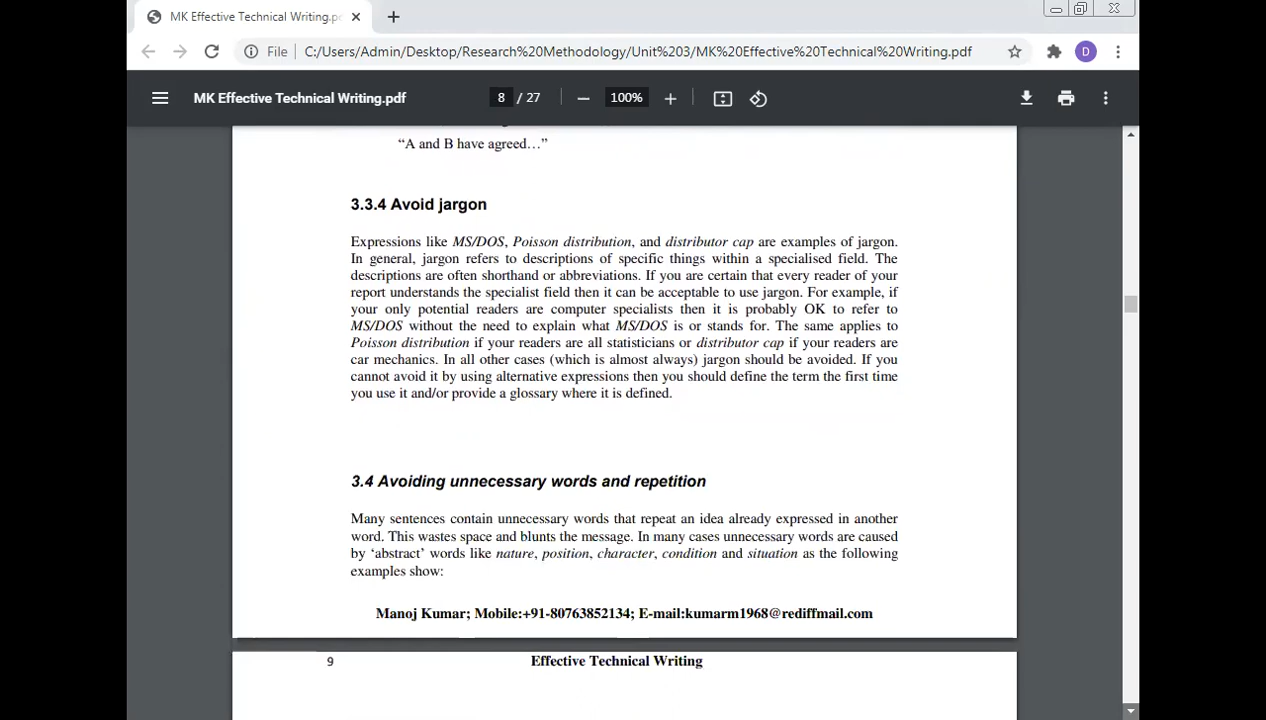 MK Effective Technical Writing.pd
File C:/Users/Admin/Desktop/Research%20Methodology/Unit%203/MK%20Effective%20Technical%20Writing.pdf
D
MK Effective Technical Writing.pdf
8 / 27
100%
“A and B have agreed…”
3.3.4 Avoid jargon
Expressions like MS/DOS, Poisson distribution, and distributor cap are examples of jargon.
In general, jargon refers to descriptions of specific things within a specialised field. The
descriptions are often shorthand or abbreviations. If you are certain that every reader of your
report understands the specialist field then it can be acceptable to use jargon. For example, if
your only potential readers are computer specialists then it is probably OK to refer to
MS/DOS without the need to explain what MS/DOS is or stands for. The same applies to
Poisson distribution if your readers are all statisticians or distributor cap if your readers are
car mechanics. In all other cases (which is almost always) jargon should be avoided. If you
cannot avoid it by using alternative expressions then you should define the term the first time
you use it and/or provide a glossary where it is defined.
3.4 Avoiding unnecessary words and repetition
Many sentences contain unnecessary words that repeat an idea already expressed in another
word. This wastes space and blunts the message. In many cases unnecessary words are caused
by ‘abstract’ words like nature, position, character, condition and situation as the following
examples show:
Manoj Kumar; Mobile:+91-80763852134; E-mail:kumarm1968@rediffmail.com
9 Effective Technical Writing